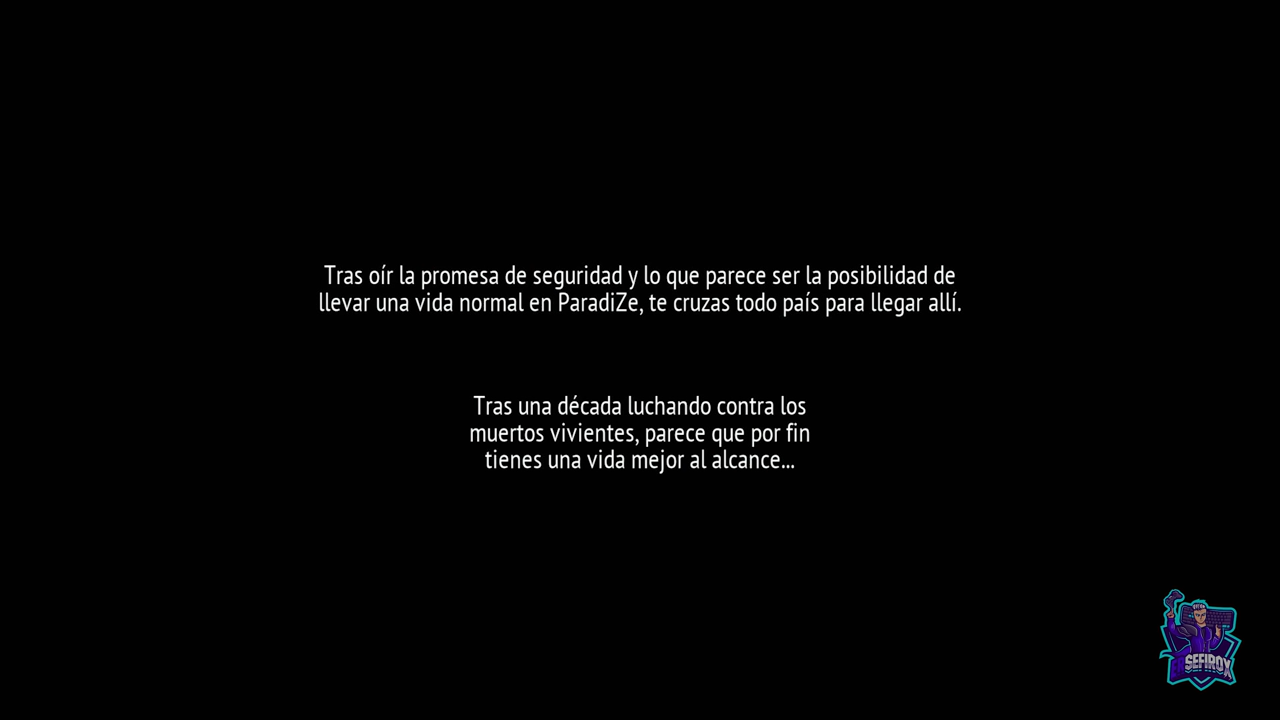 Tras oír la promesa de seguridad y lo que parece ser la posibilidad de
llevar una vida normal en ParadiZe, te cruzas todo país para llegar allí.
Tras una década luchando contra los
muertos vivientes, parece que por fin
tienes una vida mejor al alcance...
SEFIROX